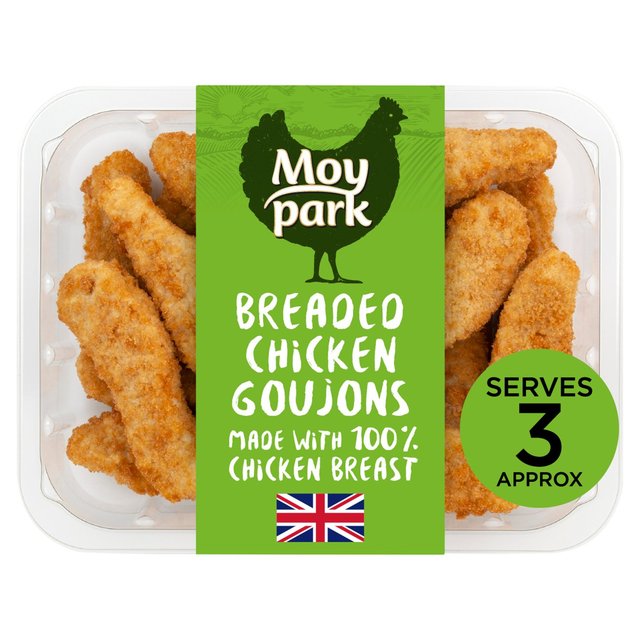 Moy
park
BREADED
CHiCKEN
GOUJONS
MADE WITH 100%
CHICKEN BREAST
SERVES
3
APPROX